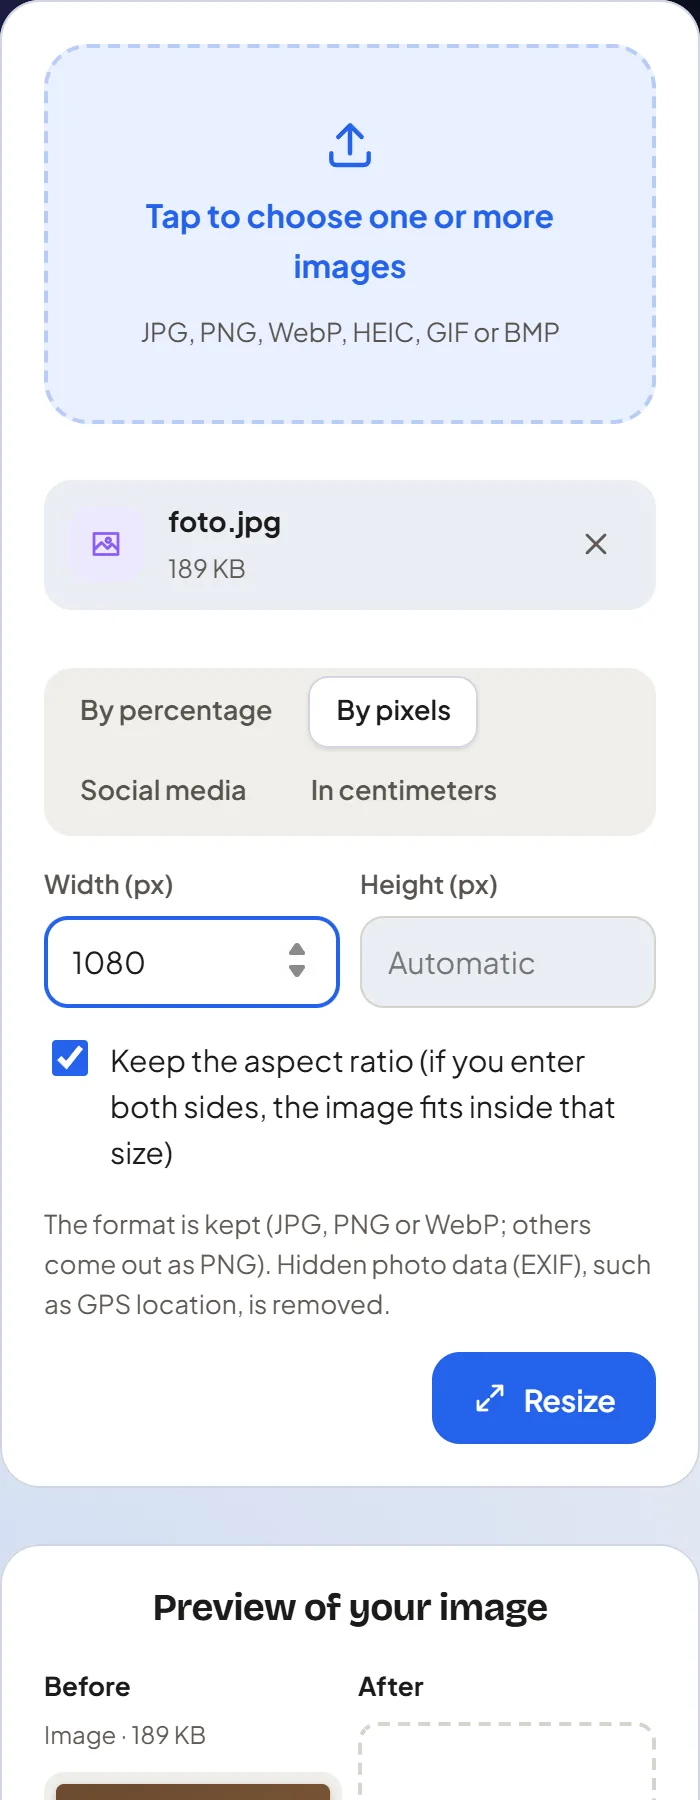 Tap to choose one or more
images
JPG, PNG, WebP, HEIC, GIF or BMP
foto.jpg
189 KB
By percentage
By pixels
Social media
In centimeters
Width (px)
Height (px)
1080
Automatic
Keep the aspect ratio (if you enter
both sides, the image fits inside that
size)
The format is kept (JPG, PNG or WebP; others
come out as PNG). Hidden photo data (EXIF), such
as GPS location, is removed.
Resize
Preview of your image
Before
After
Image · 189 KB